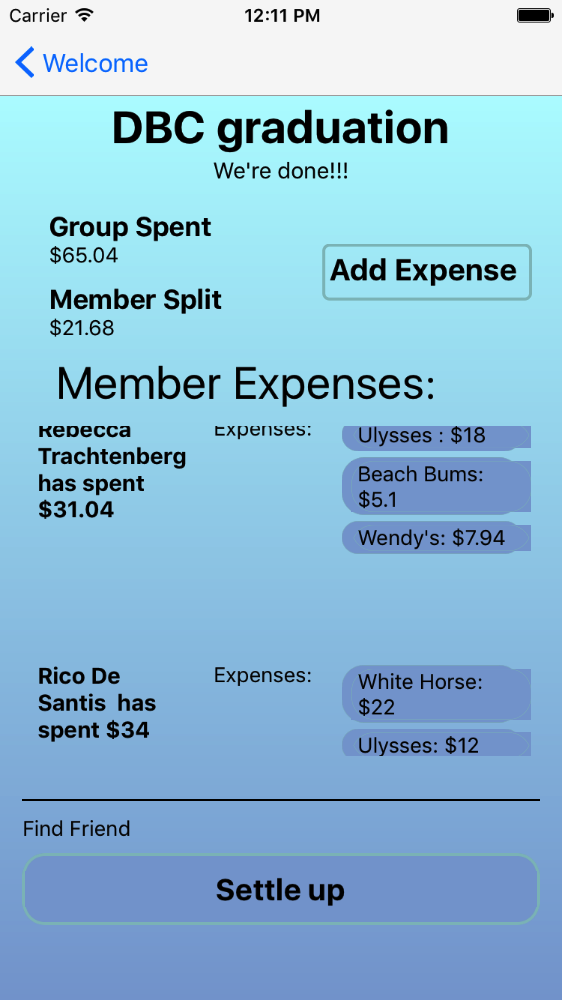 Carrier 12:11 PM
Welcome
DBC graduation
We're done!!!
Group Spent
$65.04
Add Expense
Member Split
$21.68
Member Expenses:
Rebecca
Trachtenberg
has spent
$31.04
Expenses:
Ulysses : $18
Beach Bums:
$5.1
Wendy's: $7.94
Rico De
Santis has
spent $34
Expenses:
White Horse:
$22
Ulysses: $12
Find Friend
Settle up